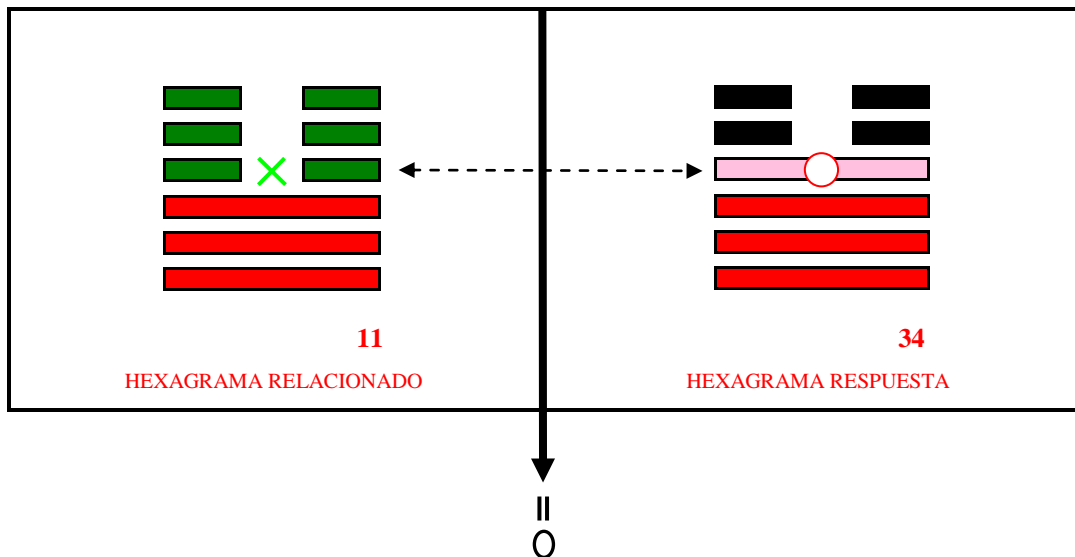 11
HEXAGRAMA RELACIONADO
34
HEXAGRAMA RESPUESTA
=
O